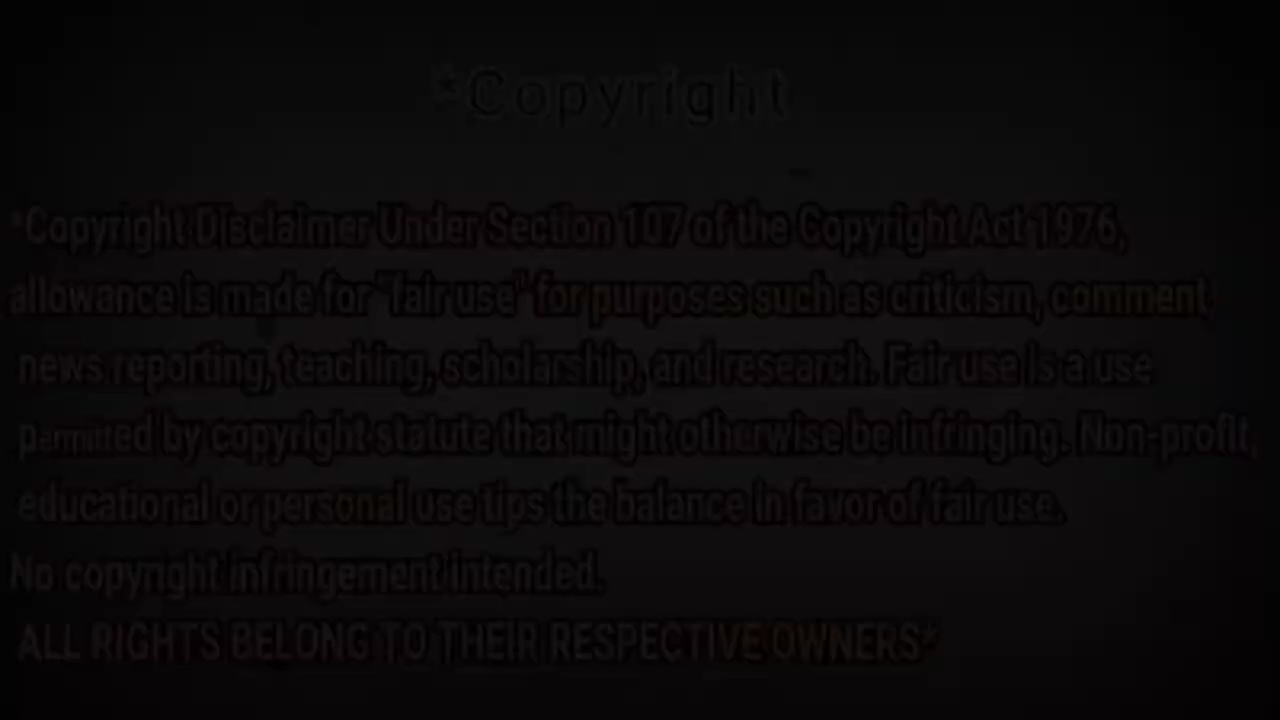 *Copyright
*Copyright Disclaimer Under Section 107 of the Copyright Act 1976,
allowance is made for "fair use" for purposes such as criticism, comment,
news reporting, teaching, scholarship, and research. Fair use is a use
permitted by copyright statute that might otherwise be infringing. Non-profit,
educational or personal use tips the balance in favor of fair use.
No copyright infringement intended.
ALL RIGHTS BELONG TO THEIR RESPECTIVE OWNERS*